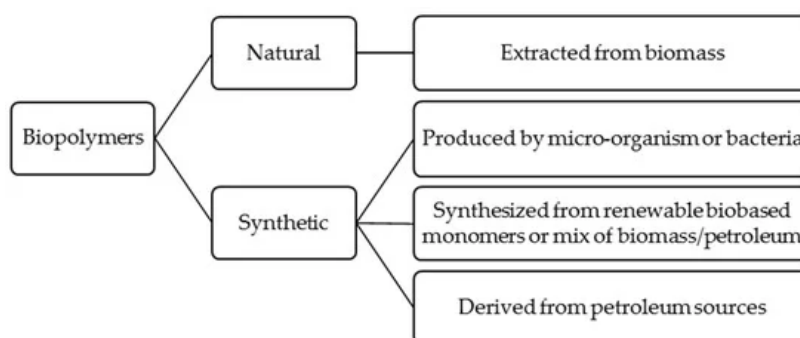 Natural
Extracted from biomass
Biopolymers
Produced by micro-organism or bacteria
Synthetic
Synthesized from renewable biobased
monomers or mix of biomass/petroleum
Derived from petroleum sources